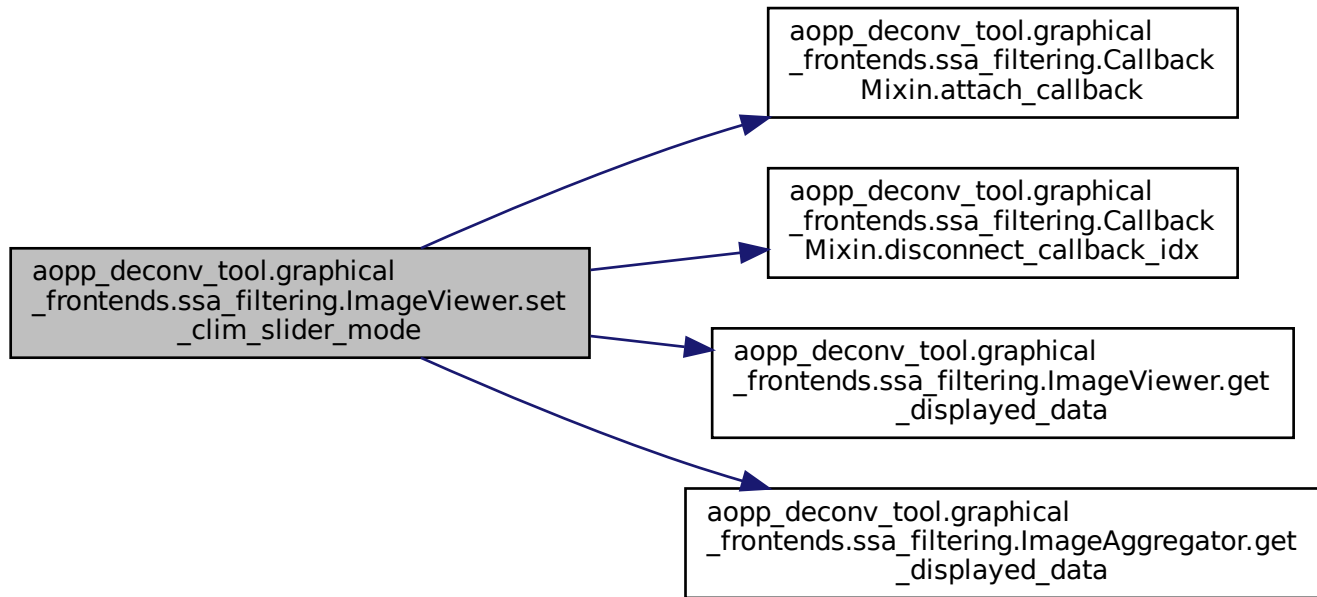 aopp_deconv_tool.graphical
_frontends.ssa_filtering.Callback
Mixin.attach_callback
aopp_deconv_tool.graphical
_frontends.ssa_filtering.Callback
Mixin.disconnect_callback_idx
aopp_deconv_tool.graphical
_frontends.ssa_filtering.ImageViewer.set
_clim_slider_mode
aopp_deconv_tool.graphical
_frontends.ssa_filtering.ImageViewer.get
_displayed_data
aopp_deconv_tool.graphical
_frontends.ssa_filtering.ImageAggregator.get
_displayed_data